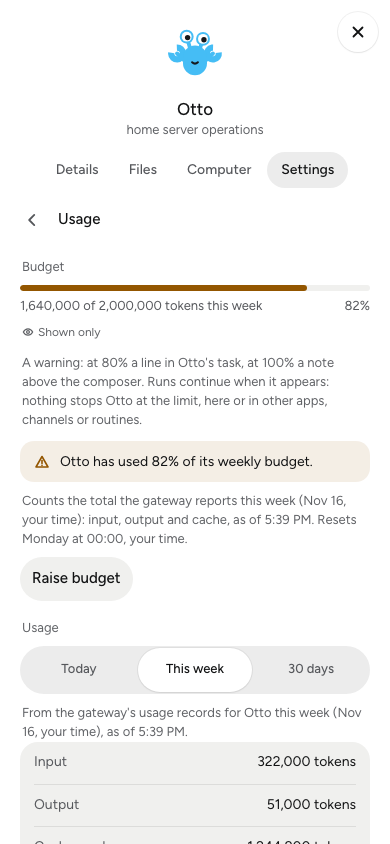 Otto
home server operations
Details
Files
Computer
Settings
Usage
Budget
1,640,000 of 2,000,000 tokens this week
82%
Shown only
A warning: at 80% a line in Otto's task, at 100% a note
above the composer. Runs continue when it appears:
nothing stops Otto at the limit, here or in other apps,
channels or routines.
Otto has used 82% of its weekly budget.
Counts the total the gateway reports this week (Nov 16,
your time): input, output and cache, as of 5:39 PM. Resets
Monday at 00:00, your time.
Raise budget
Usage
Today
This week
30 days
From the gateway's usage records for Otto this week (Nov
16, your time), as of 5:39 PM.
Input
322,000 tokens
Output
51,000 tokens